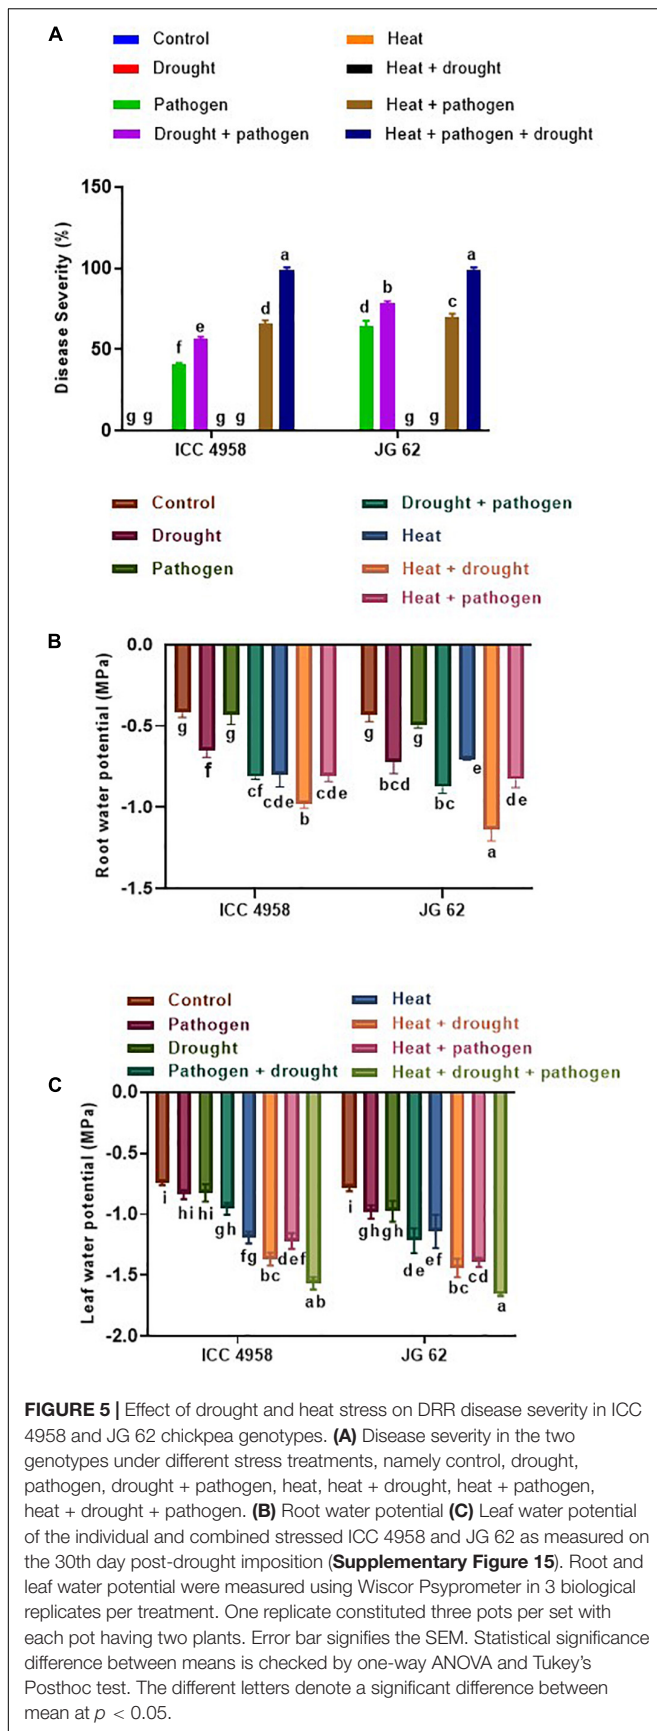 A
Control
Heat
Drought
Heat + drought
Pathogen
Heat + pathogen
Drought + pathogen
Heat + pathogen + drought
Disease Severity (%)
150
100
50
0
g g f e g g d a
d b g g c a
ICC 4958
JG 62
Control
Drought + pathogen
Drought
Heat
Pathogen
Heat + drought
Heat + pathogen
B
Root water potential (MPa)
0.0
-0.5
-1.0
-1.5
g f g cf cde b cde
g bcd g bc e a de
ICC 4958
JG 62
Control
Heat
Pathogen
Heat + drought
Drought
Heat + pathogen
Pathogen + drought
Heat + drought + pathogen
C
Leaf water potential (MPa)
0.0
-0.5
-1.0
-1.5
-2.0
i hi hi gh fg bc def ab
i gh gh de ef bc cd a
ICC 4958
JG 62
FIGURE 5 | Effect of drought and heat stress on DRR disease severity in ICC
4958 and JG 62 chickpea genotypes. (A) Disease severity in the two
genotypes under different stress treatments, namely control, drought,
pathogen, drought + pathogen, heat, heat + drought, heat + pathogen,
heat + drought + pathogen. (B) Root water potential (C) Leaf water potential
of the individual and combined stressed ICC 4958 and JG 62 as measured on
the 30th day post-drought imposition (Supplementary Figure 15). Root and
leaf water potential were measured using Wiscor Psyprometer in 3 biological
replicates per treatment. One replicate constituted three pots per set with
each pot having two plants. Error bar signifies the SEM. Statistical significance
difference between means is checked by one-way ANOVA and Tukey's
Posthoc test. The different letters denote a significant difference between
mean at p < 0.05.